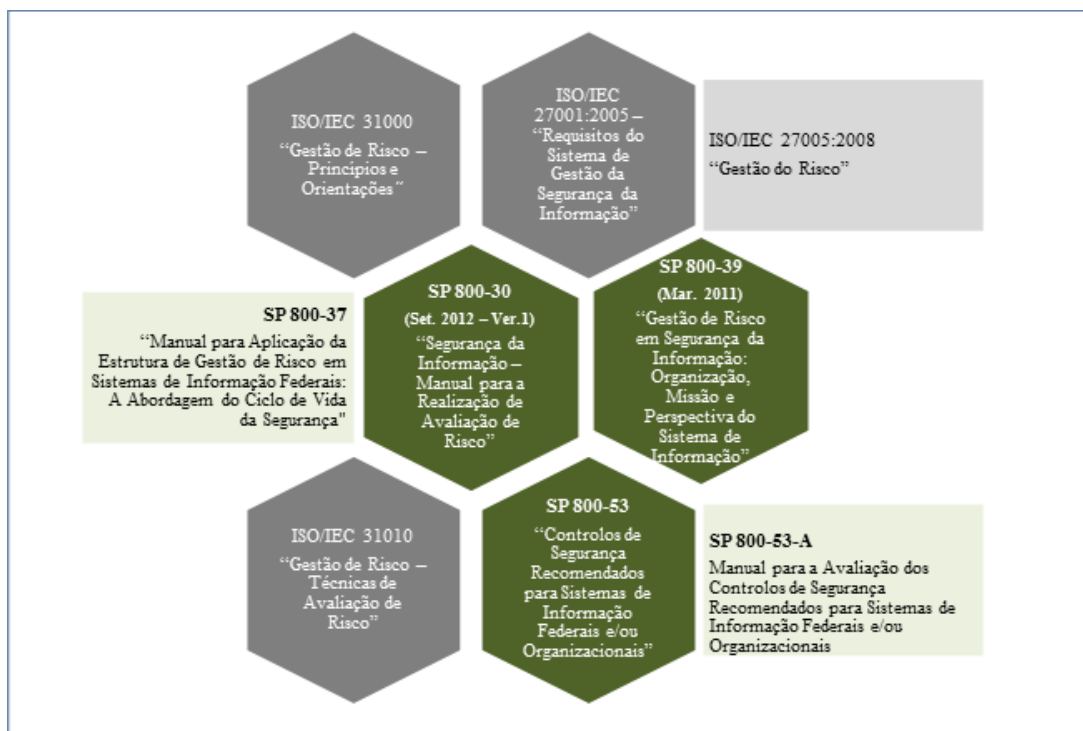 ISO/IEC 31000
“Gestão de Risco –
Princípios e
Orientações”
ISO/IEC
27001:2005 –
“Requisitos do
Sistema de
Gestão da
Segurança da
Informação”
ISO/IEC 27005:2008
“Gestão do Risco”
SP 800-37
“Manual para Aplicação da
Estrutura de Gestão de Risco em
Sistemas de Informação Federais:
A Abordagem do Ciclo de Vida
da Segurança"
SP 800-30
(Set. 2012 – Ver.1)
“Segurança da
Informação –
Manual para a
Realização de
Avaliação de
Risco”
SP 800-39
(Mar. 2011)
“Gestão de Risco
em Segurança da
Informação:
Organização,
Missão e
Perspectiva do
Sistema de
Informação”
ISO/IEC 31010
“Gestão de Risco –
Técnicas de
Avaliação de
Risco”
SP 800-53
“Controlos de
Segurança
Recomendados
para Sistemas de
Informação
Federais e/ou
Organizacionais”
SP 800-53-A
Manual para a Avaliação dos
Controlos de Segurança
Recomendados para Sistemas de
Informação Federais e/ou
Organizacionais